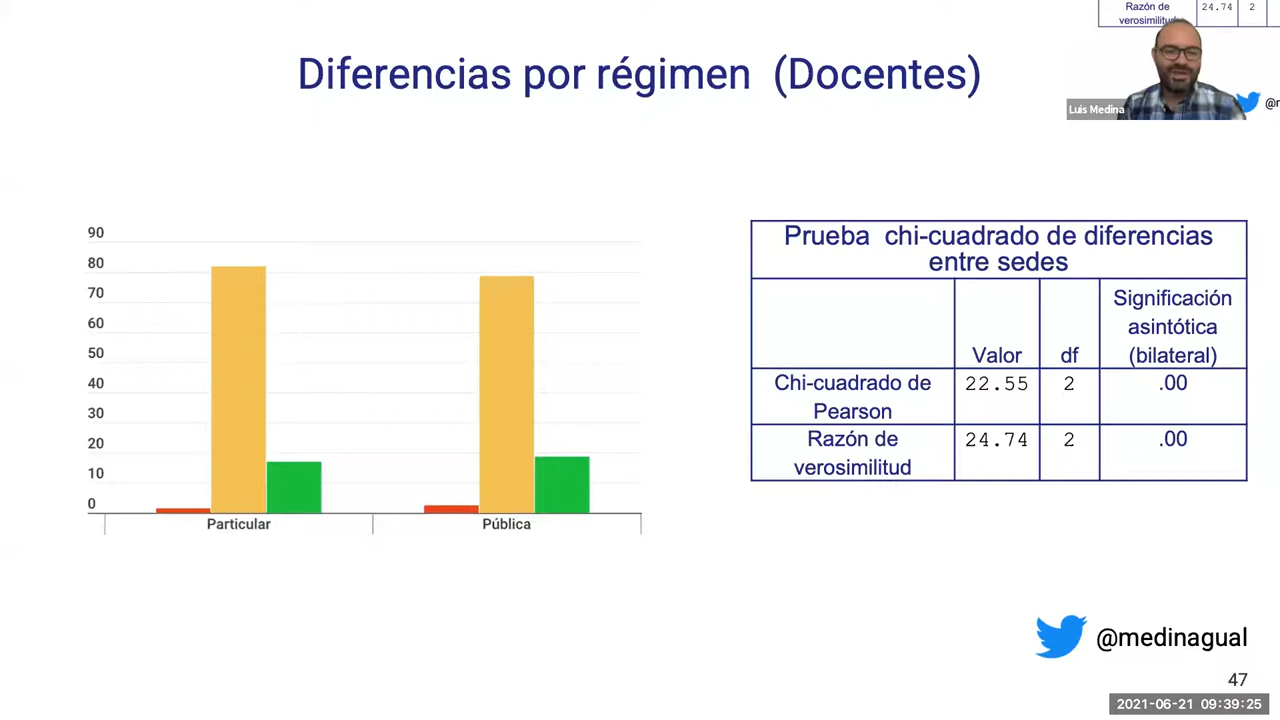 Razón de 24.74 2
verosimilitud
Diferencias por régimen (Docentes)
Luis Medina
90
80
70
60
50
40
30
20
10
0
Particular Pública
Prueba chi-cuadrado de diferencias
entre sedes
Significación
asintótica
Valor df (bilateral)
Chi-cuadrado de 22.55 2 .00
Pearson
Razón de 24.74 2 .00
verosimilitud
@medinagual
47
2021-06-21 09:39:25